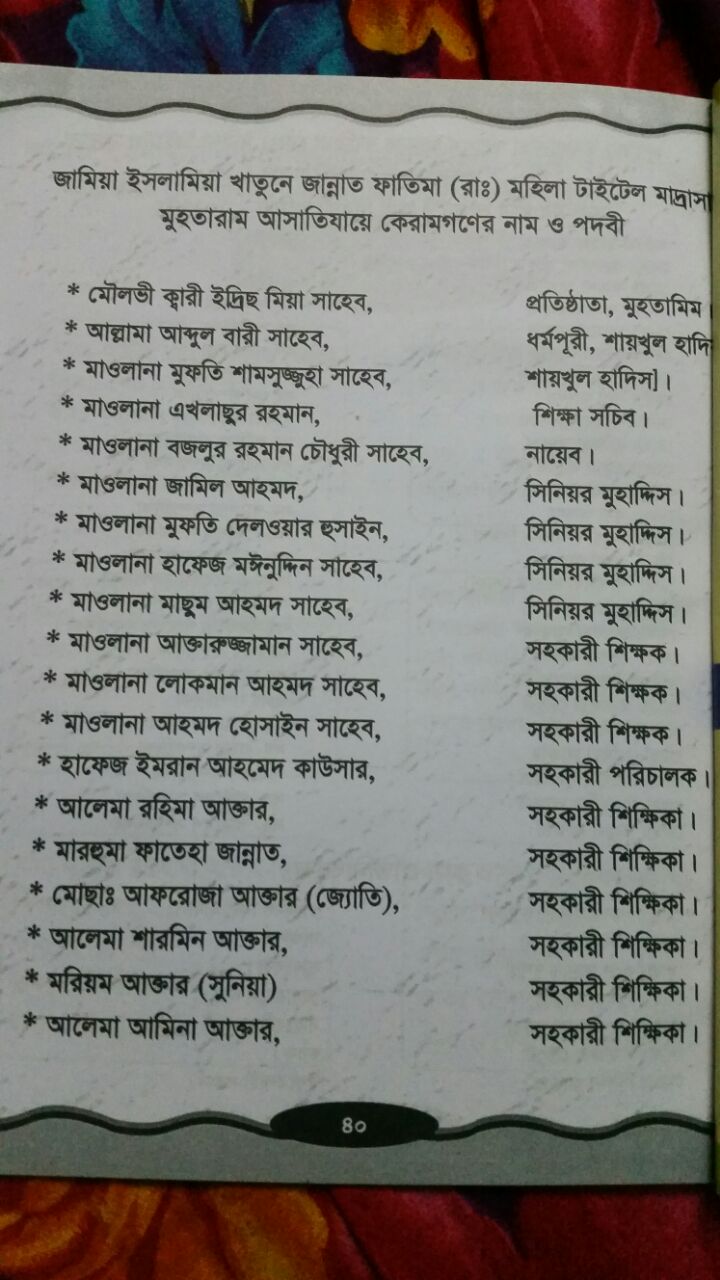 জামিয়া ইসলামিয়া খাতুনে জান্নাত ফাতিমা (রাঃ) মহিলা টাইটেল মাদ্রাসা
মুহতারাম আসাতিযায়ে কেরামগণের নাম ও পদবী
* মৌলভী ক্বারী ইদ্রিছ মিয়া সাহেব, প্রতিষ্ঠাতা, মুহতামিম।
* আল্লামা আব্দুল বারী সাহেব, ধর্মপূরী, শায়খুল হাদি
* মাওলানা মুফতি শামসুজ্জুহা সাহেব, শায়খুল হাদিস]।
* মাওলানা এখলাছুর রহমান, শিক্ষা সচিব।
* মাওলানা বজলুর রহমান চৌধুরী সাহেব, নায়েব।
* মাওলানা জামিল আহমদ, সিনিয়র মুহাদ্দিস।
* মাওলানা মুফতি দেলওয়ার হুসাইন, সিনিয়র মুহাদ্দিস।
* মাওলানা হাফেজ মঈনুদ্দিন সাহেব, সিনিয়র মুহাদ্দিস।
* মাওলানা মাছুম আহমদ সাহেব, সিনিয়র মুহাদ্দিস।
* মাওলানা আক্তারুজ্জামান সাহেব, সহকারী শিক্ষক।
* মাওলানা লোকমান আহমদ সাহেব, সহকারী শিক্ষক।
* মাওলানা আহমদ হোসাইন সাহেব, সহকারী শিক্ষক।
* হাফেজ ইমরান আহমেদ কাউসার, সহকারী পরিচালক।
* আলেমা রহিমা আক্তার, সহকারী শিক্ষিকা।
* মারহুমা ফাতেহা জান্নাত, সহকারী শিক্ষিকা।
* মোছাঃ আফরোজা আক্তার (জ্যোতি), সহকারী শিক্ষিকা।
* আলেমা শারমিন আক্তার, সহকারী শিক্ষিকা।
* মরিয়ম আক্তার (সুনিয়া) সহকারী শিক্ষিকা।
* আলেমা আমিনা আক্তার, সহকারী শিক্ষিকা।
৪০